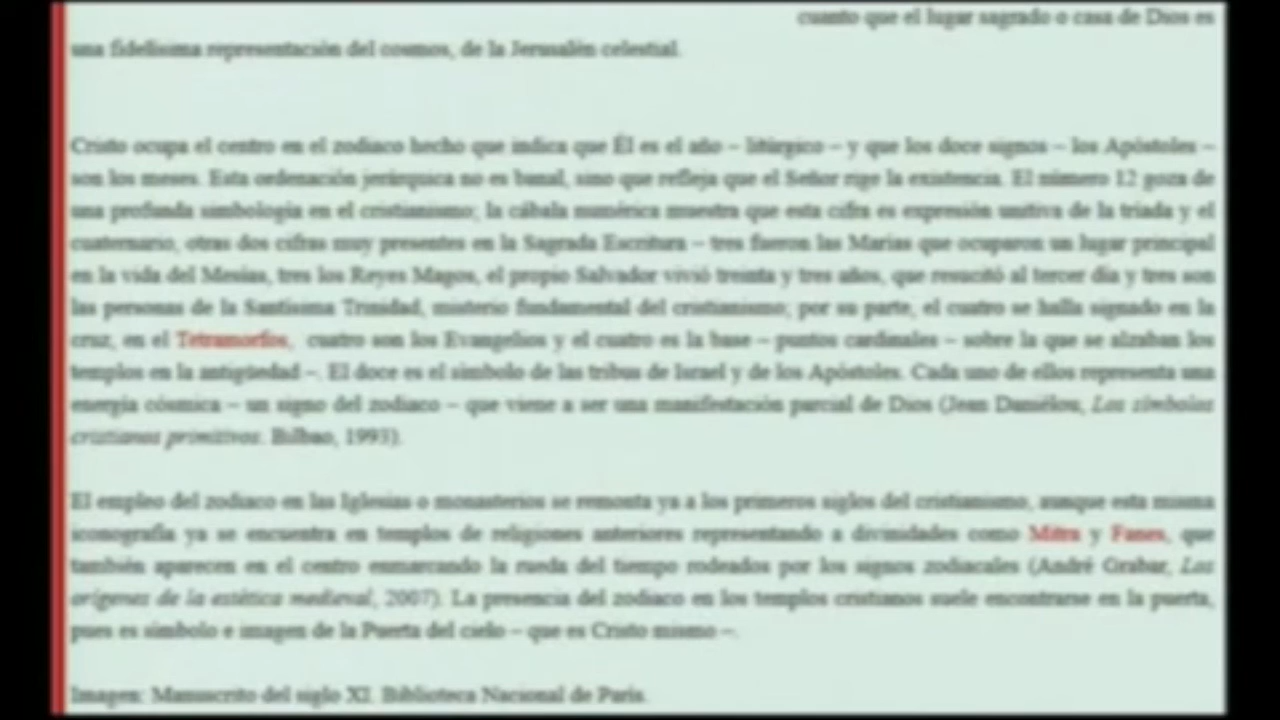 cuanto que el lugar sagrado o casa de Dios es
una fidelísima representación del cosmos, de la Jerusalén celestial.
Cristo ocupa el centro en el zodiaco hecho que indica que Él es el año – litúrgico – y que los doce signos – los Apóstoles –
son los meses. Esta ordenación jerárquica no es banal, sino que refleja que el Señor rige la existencia. El número 12 goza de
una profunda simbología en el cristianismo; la cábala numérica muestra que esta cifra es expresión unitiva de la triada y el
cuaternario, otras dos cifras muy presentes en la Sagrada Escritura – tres fueron las Marías que ocuparon un lugar principal
en la vida del Mesías, tres los Reyes Magos, el propio Salvador vivió treinta y tres años, que resucitó al tercer día y tres son
las personas de la Santísima Trinidad, misterio fundamental del cristianismo; por su parte, el cuatro se halla signado en la
cruz, en el Tetramorfos, cuatro son los Evangelios y el cuatro es la base – puntos cardinales – sobre la que se alzaban los
templos en la antigüedad –. El doce es el símbolo de las tribus de Israel y de los Apóstoles. Cada uno de ellos representa una
energía cósmica – un signo del zodiaco – que viene a ser una manifestación parcial de Dios (Jean Daniélou, Los símbolos
cristianos primitivos. Bilbao, 1993).
El empleo del zodiaco en las Iglesias o monasterios se remonta ya a los primeros siglos del cristianismo, aunque esta misma
iconografía ya se encuentra en templos de religiones anteriores representando a divinidades como Mitra y Fanes, que
también aparecen en el centro enmarcando la rueda del tiempo rodeados por los signos zodiacales (André Grabar, Los
orígenes de la estética medieval, 2007). La presencia del zodiaco en los templos cristianos suele encontrarse en la puerta,
pues es símbolo e imagen de la Puerta del cielo – que es Cristo mismo –.
Imagen: Manuscrito del siglo XI. Biblioteca Nacional de París.